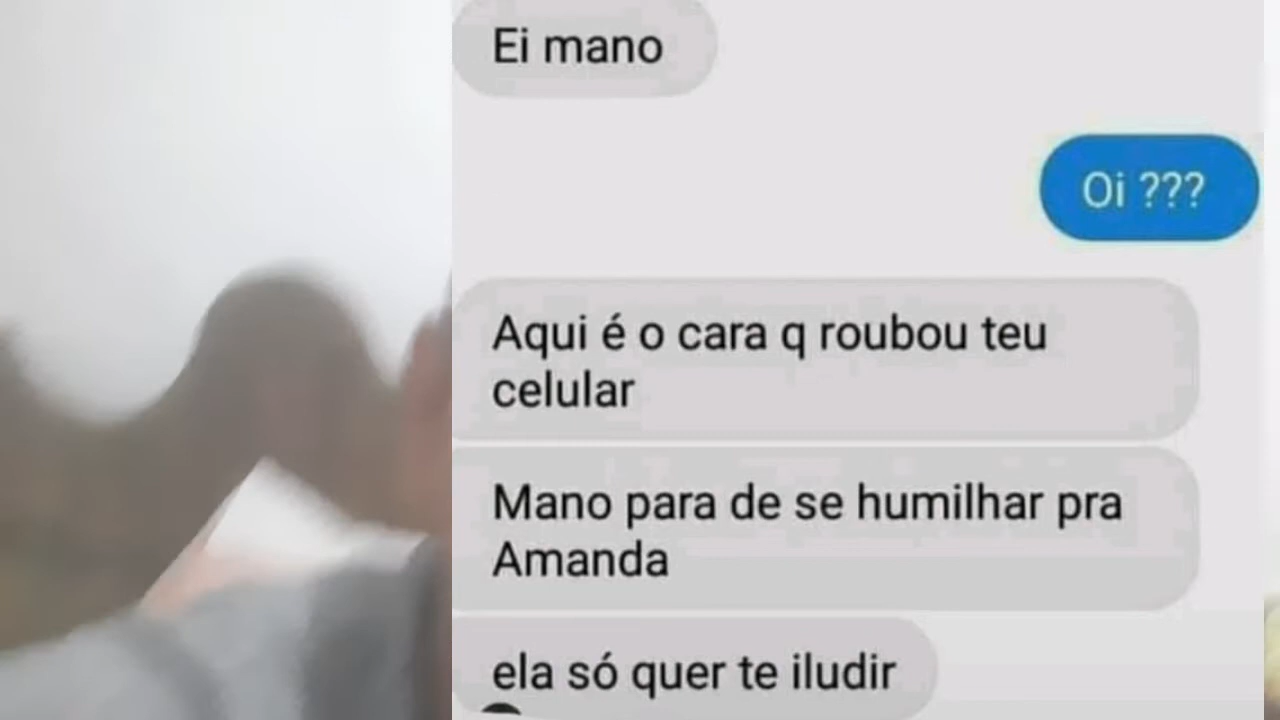 Ei mano
Oi ???
Aqui é o cara q roubou teu
celular
Mano para de se humilhar pra
Amanda
ela só quer te iludir